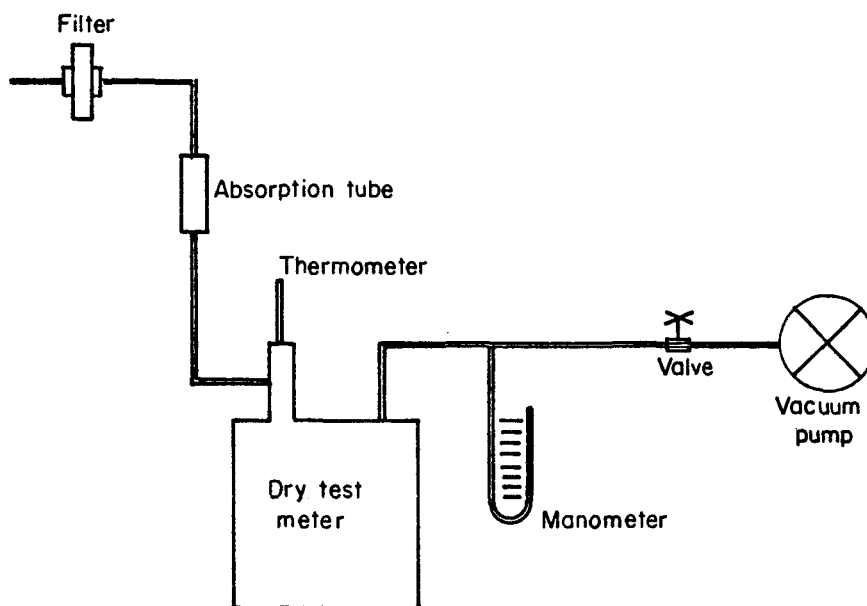 Filter
Absorption tube
Thermometer
Valve
Vacuum
pump
Dry test
meter
Manometer